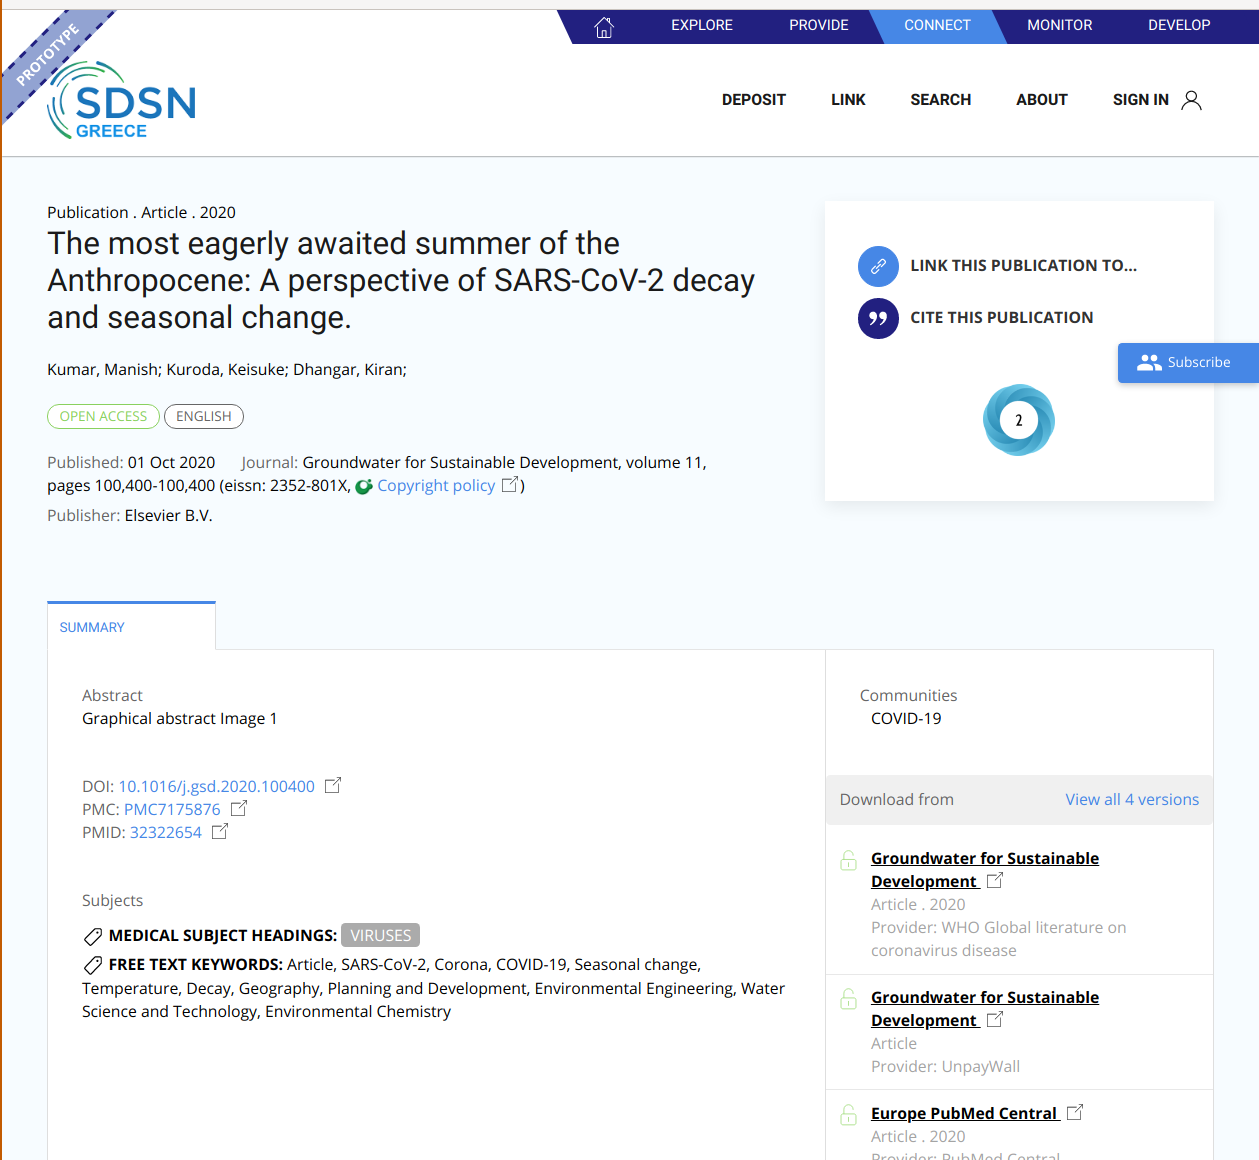 PROTOTYPE
EXPLORE PROVIDE CONNECT MONITOR DEVELOP
SDSN
GREECE
DEPOSIT LINK SEARCH ABOUT SIGN IN
Publication . Article . 2020
The most eagerly awaited summer of the
Anthropocene: A perspective of SARS-CoV-2 decay
and seasonal change.
Kumar, Manish; Kuroda, Keisuke; Dhangar, Kiran;
OPEN ACCESS ENGLISH
Published: 01 Oct 2020 Journal: Groundwater for Sustainable Development, volume 11,
pages 100,400-100,400 (eissn: 2352-801X, Copyright policy )
Publisher: Elsevier B.V.
LINK THIS PUBLICATION TO...
CITE THIS PUBLICATION
Subscribe
2
SUMMARY
Abstract
Graphical abstract Image 1
DOI: 10.1016/j.gsd.2020.100400
PMC: PMC7175876
PMID: 32322654
Subjects
MEDICAL SUBJECT HEADINGS: VIRUSES
FREE TEXT KEYWORDS: Article, SARS-CoV-2, Corona, COVID-19, Seasonal change,
Temperature, Decay, Geography, Planning and Development, Environmental Engineering, Water
Science and Technology, Environmental Chemistry
Communities
COVID-19
Download from View all 4 versions
Groundwater for Sustainable
Development
Article . 2020
Provider: WHO Global literature on
coronavirus disease
Groundwater for Sustainable
Development
Article
Provider: UnpayWall
Europe PubMed Central
Article . 2020
Provider: PubMed Central